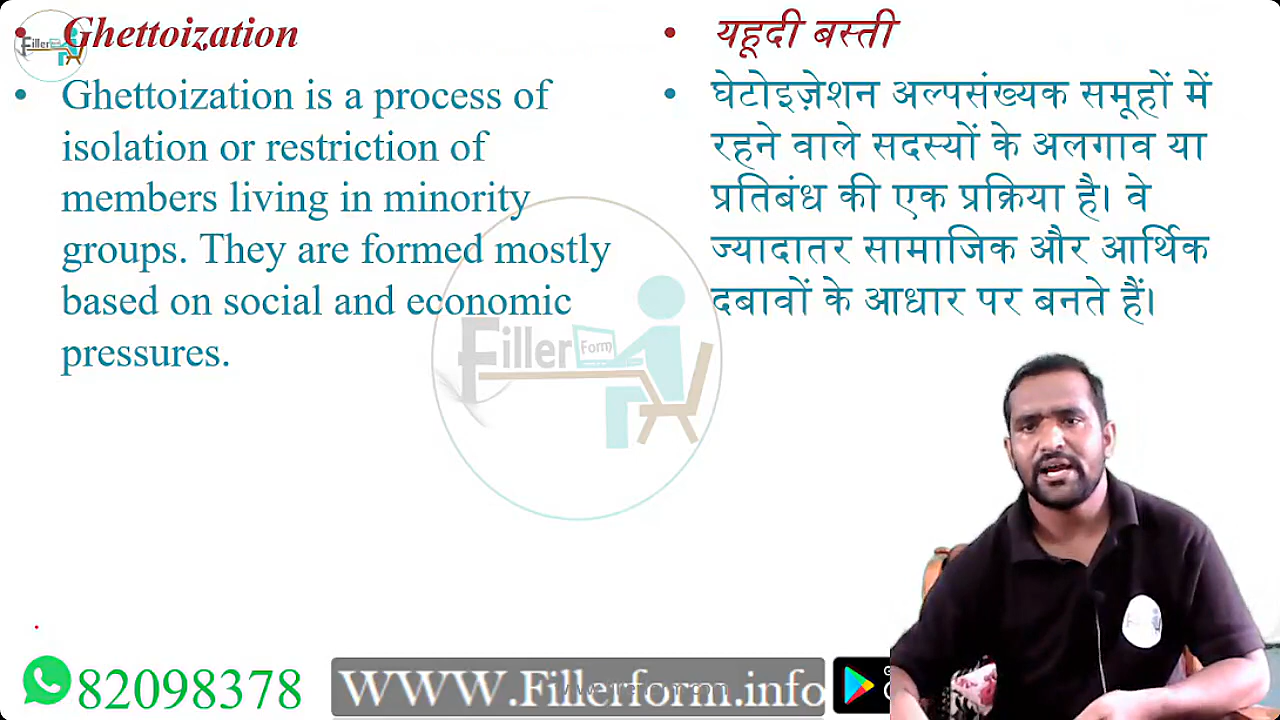 Ghettoization
Ghettoization is a process of
isolation or restriction of
members living in minority
groups. They are formed mostly
based on social and economic
pressures.
यहूदी बस्ती
घेटोइज़ेशन अल्पसंख्यक समूहों में
रहने वाले सदस्यों के अलगाव या
प्रतिबंध की एक प्रक्रिया है। वे
ज्यादातर सामाजिक और आर्थिक
दबावों के आधार पर बनते हैं।
Filler Form
82098378
WWW.Fillerform.info